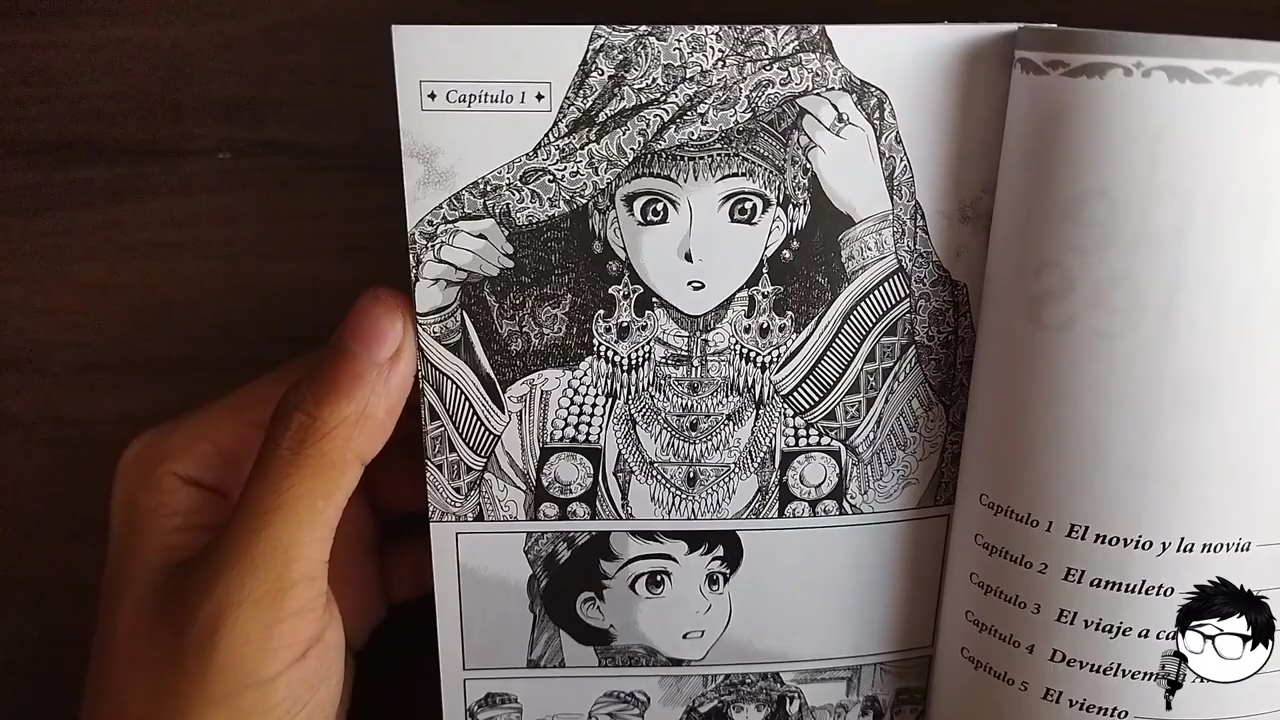 ✦ Capítulo 1 ✦
Capítulo 1 El novio y la novia
Capítulo 2 El amuleto
Capítulo 3 El viaje a
Capítulo 4
Capítulo 5 El viento